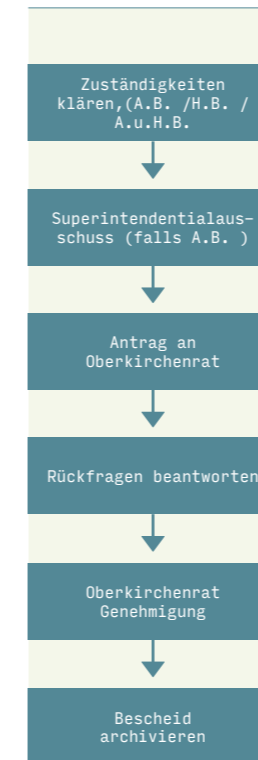 Zuständigkeiten
klären,(A.B. /H.B. /
A.u.H.B.
Superintendentialaus-
schuss (falls A.B. )
Antrag an
Oberkirchenrat
Rückfragen beantworten
Oberkirchenrat
Genehmigung
Bescheid
archivieren